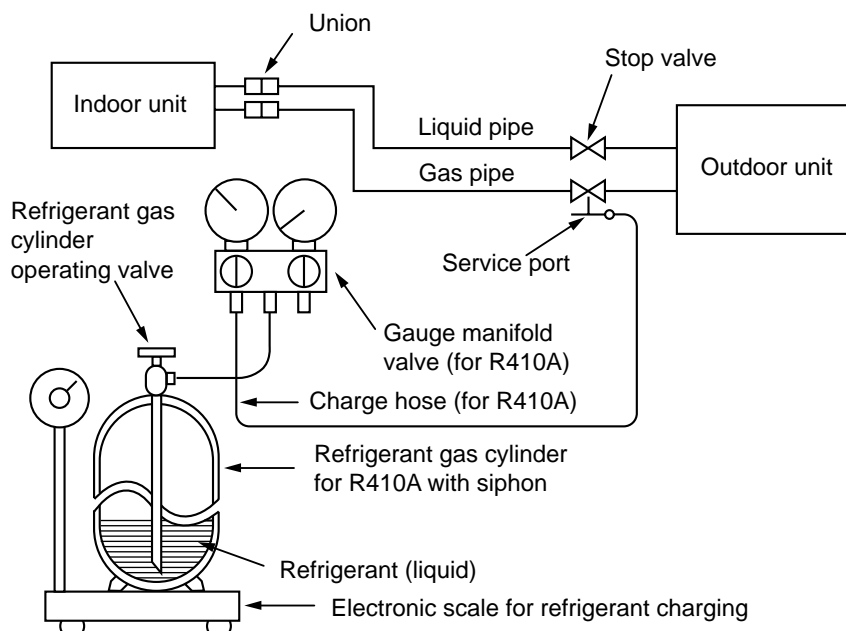 Union
Stop valve
Indoor unit
Liquid pipe
Outdoor unit
Gas pipe
Refrigerant gas
cylinder
operating valve
Service port
Gauge manifold
valve (for R410A)
Charge hose (for R410A)
Refrigerant gas cylinder
for R410A with siphon
Refrigerant (liquid)
Electronic scale for refrigerant charging